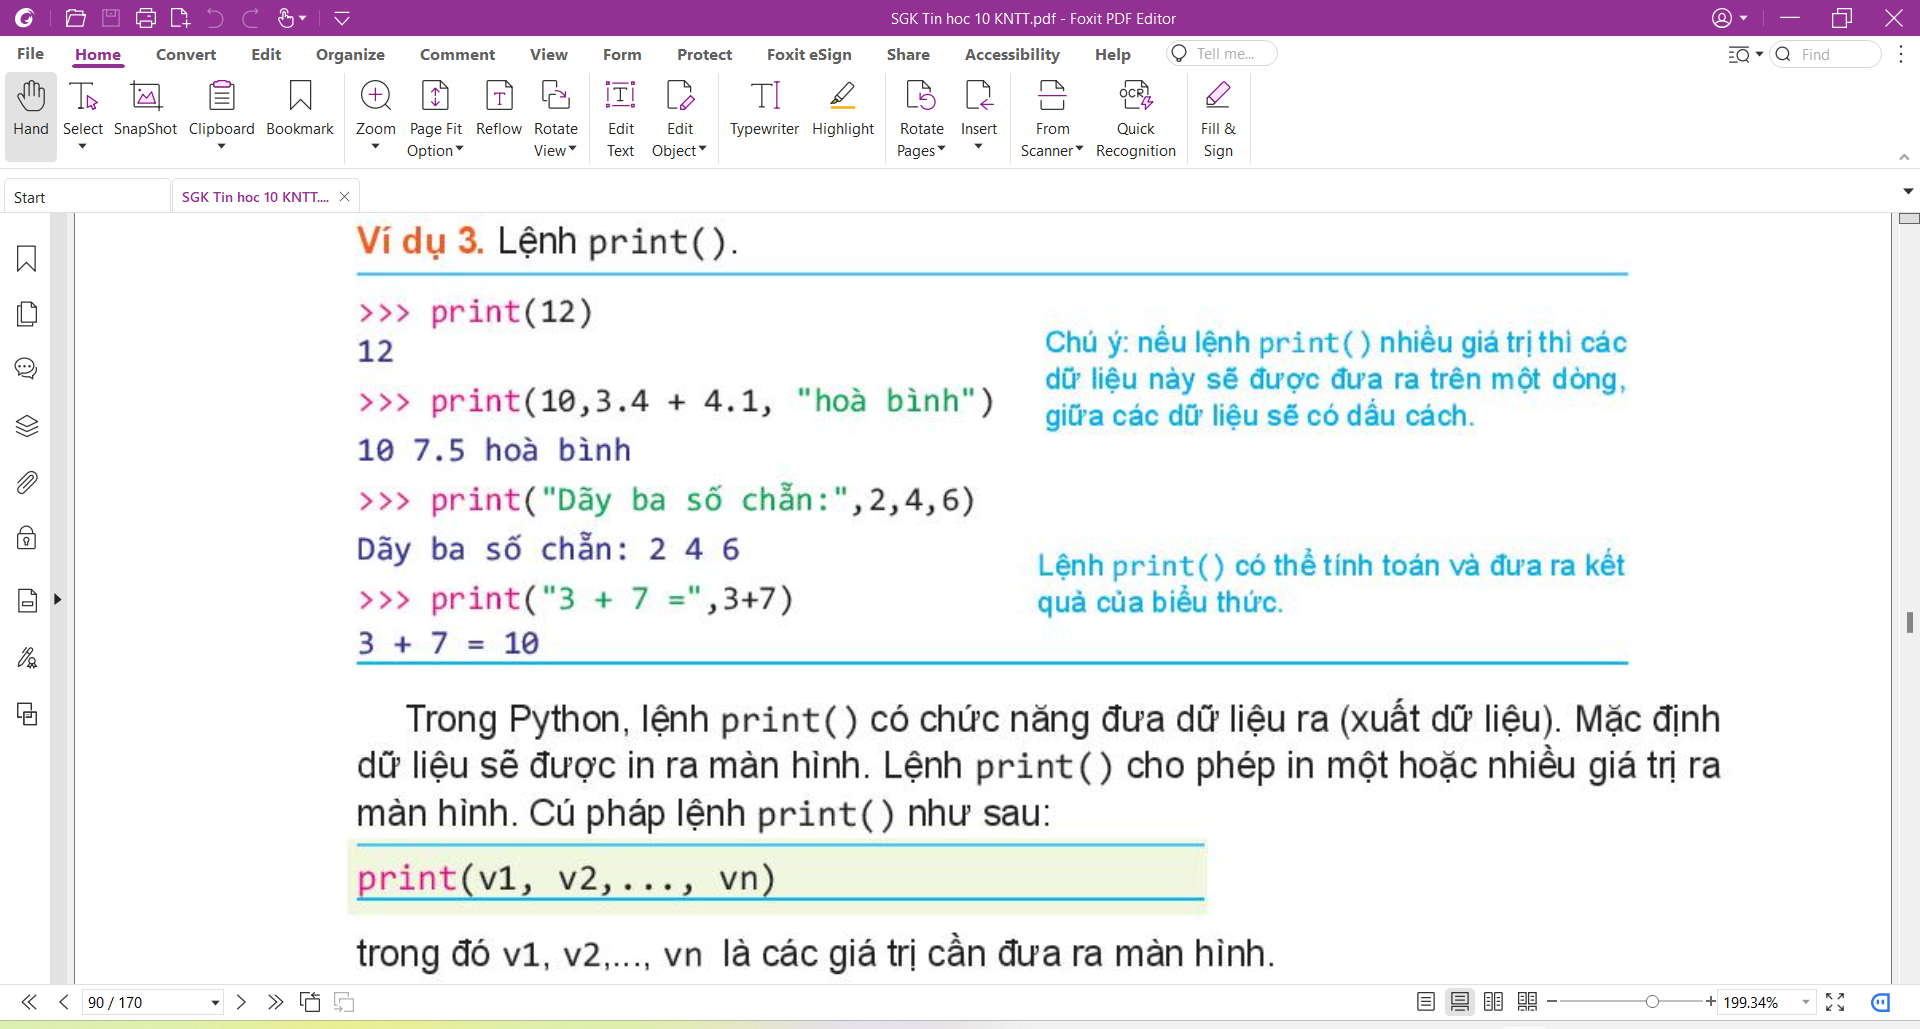 SGK Tin hoc 10 KNTT.pdf - Foxit PDF Editor
File Home Convert Edit Organize Comment View Form Protect Foxit eSign Share Accessibility Help Tell me... Find
Hand Select SnapShot Clipboard Bookmark Zoom Page Fit Option Reflow Rotate View Edit Text Edit Object Typewriter Highlight Rotate Pages Insert From Scanner Quick Recognition Fill & Sign
Start SGK Tin hoc 10 KNTT....
Ví dụ 3. Lệnh print().
>>> print(12)
12
>>> print(10,3.4 + 4.1, "hoà bình")
10 7.5 hoà bình
Chú ý: nếu lệnh print() nhiều giá trị thì các
dữ liệu này sẽ được đưa ra trên một dòng,
giữa các dữ liệu sẽ có dấu cách.
>>> print("Dãy ba số chẵn:",2,4,6)
Dãy ba số chẵn: 2 4 6
>>> print("3 + 7 =",3+7)
3 + 7 = 10
Lệnh print() có thể tính toán và đưa ra kết
quả của biểu thức.
Trong Python, lệnh print() có chức năng đưa dữ liệu ra (xuất dữ liệu). Mặc định
dữ liệu sẽ được in ra màn hình. Lệnh print() cho phép in một hoặc nhiều giá trị ra
màn hình. Cú pháp lệnh print() như sau:
print(v1, v2,..., vn)
trong đó v1, v2,..., vn là các giá trị cần đưa ra màn hình.
90 / 170 199.34%